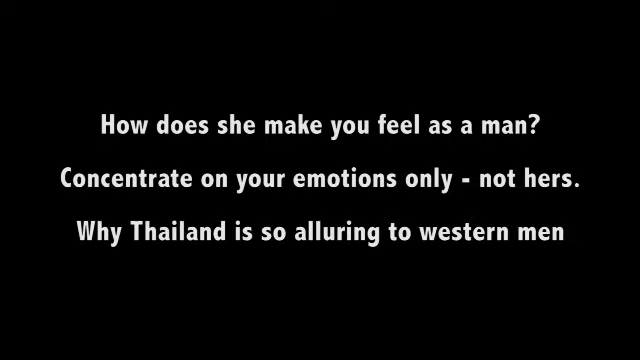 How does she make you feel as a man?
Concentrate on your emotions only - not hers.
Why Thailand is so alluring to western men